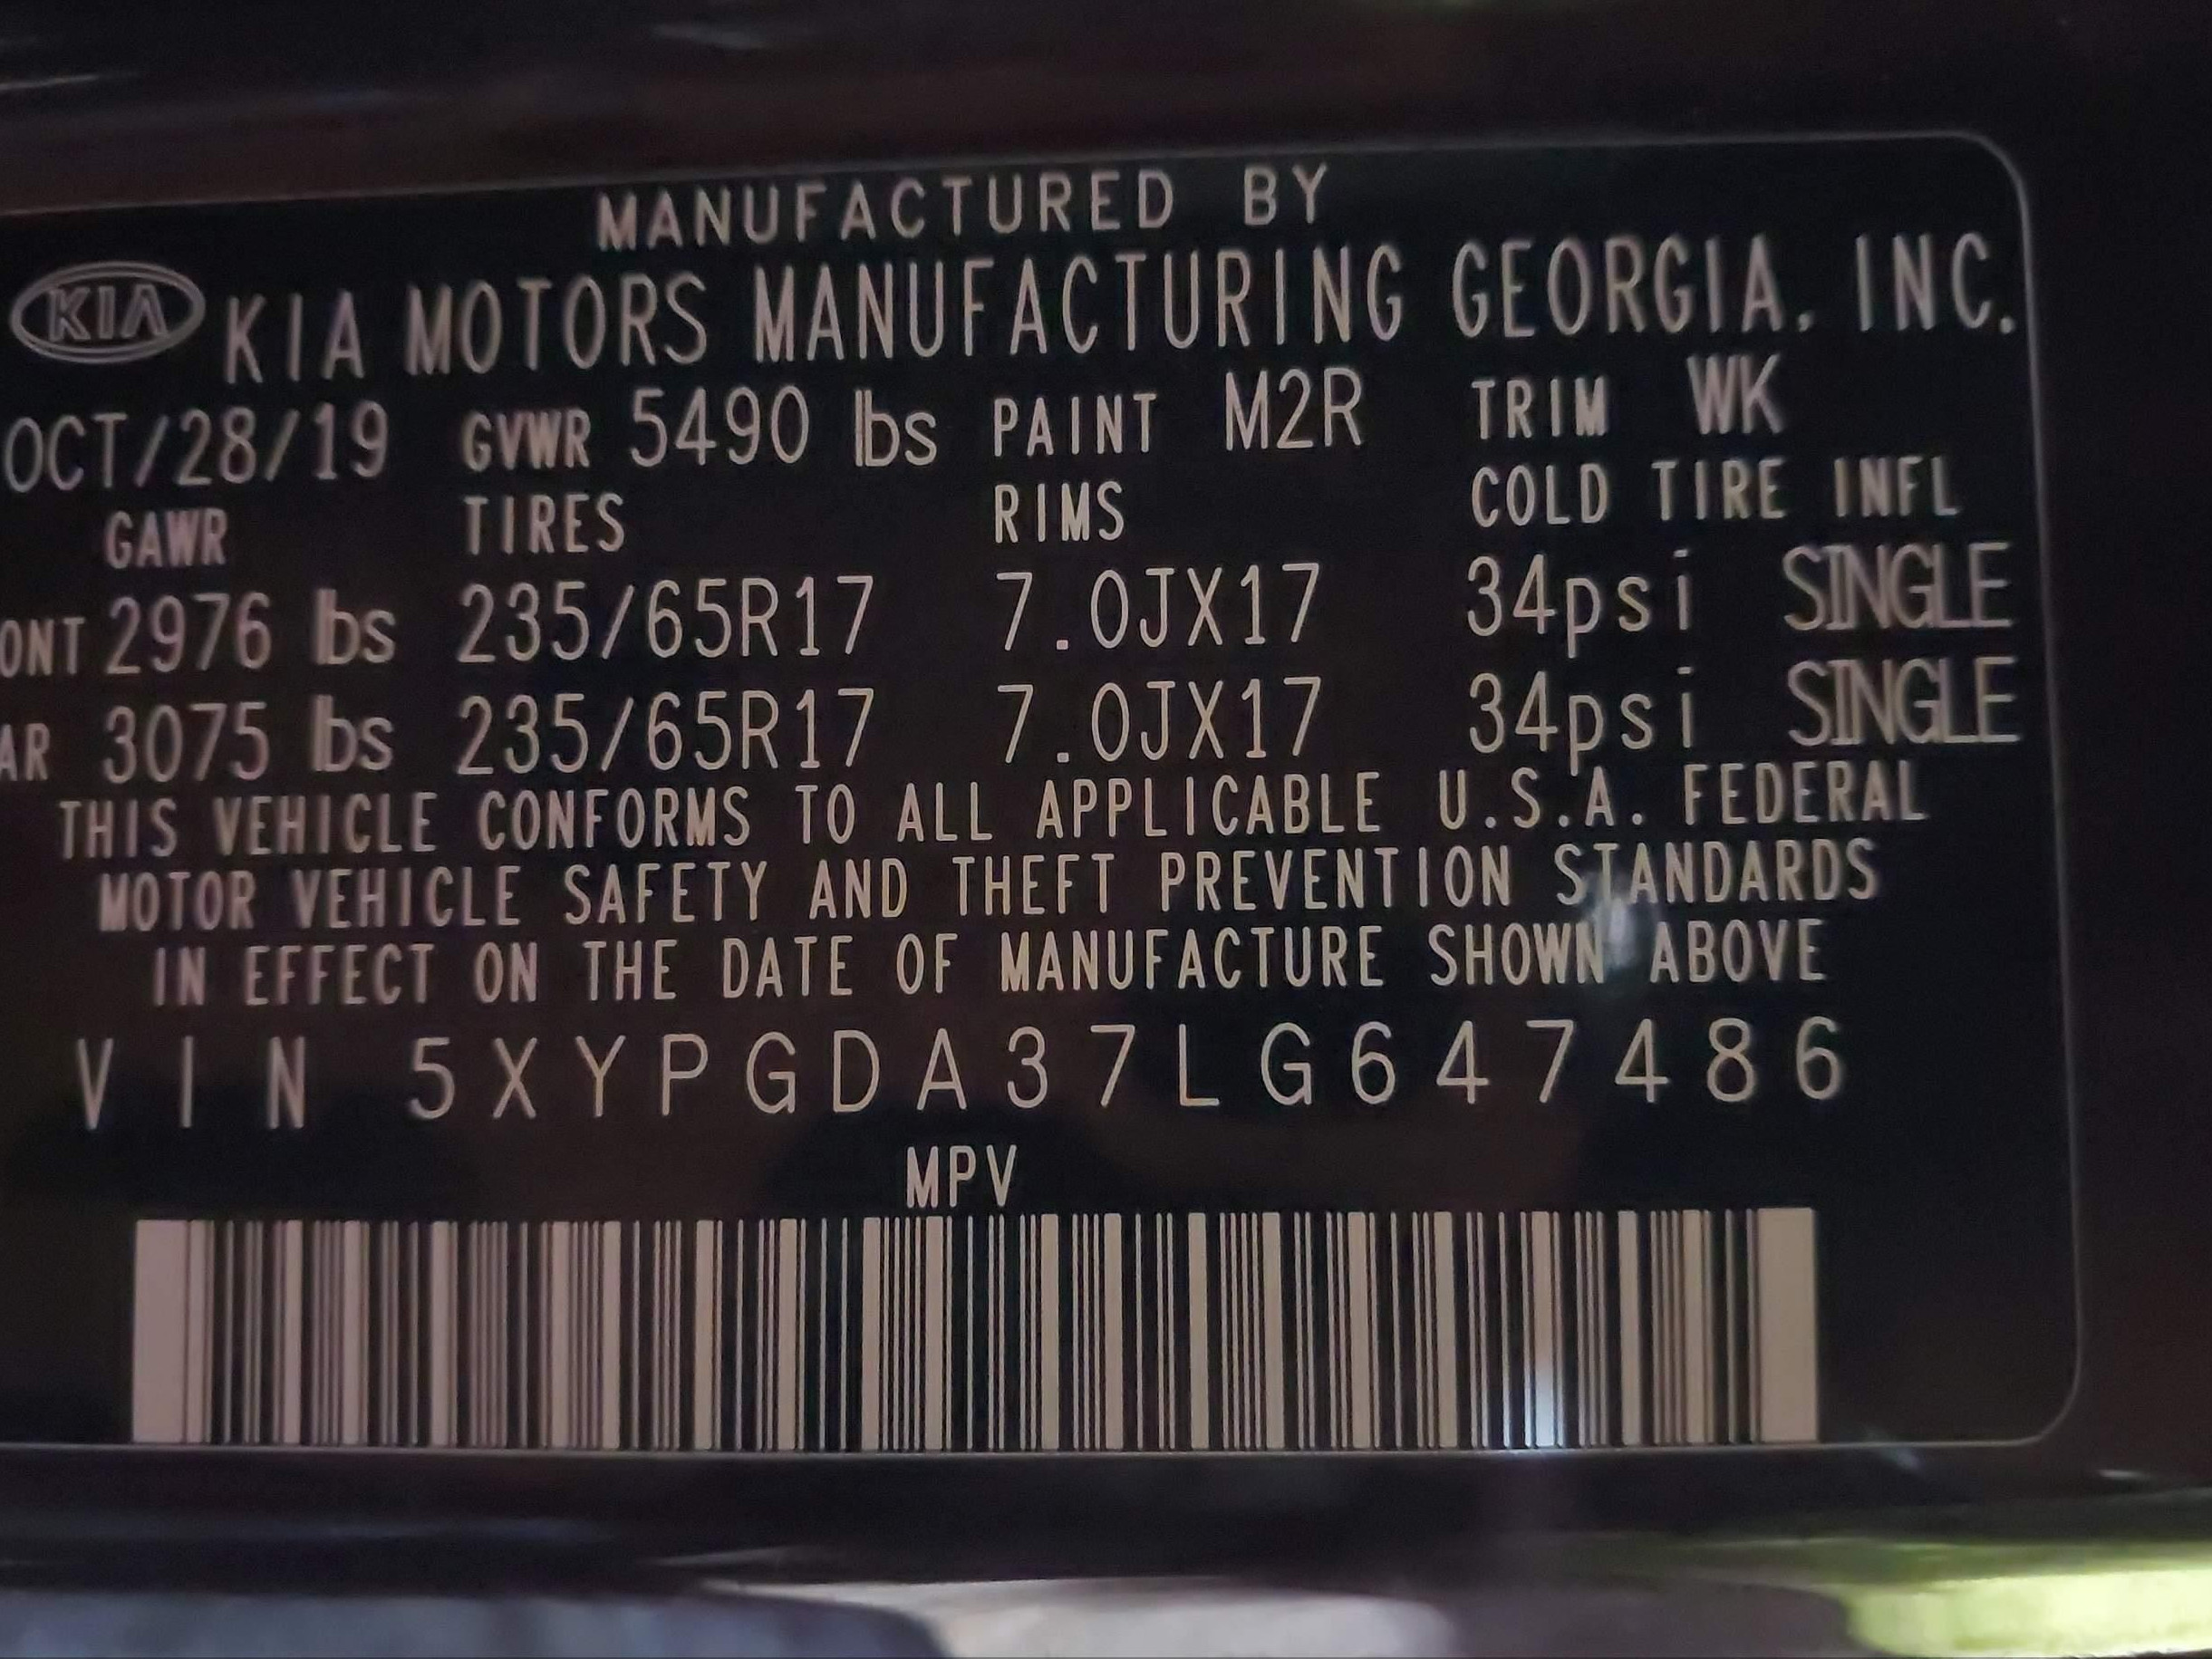 MANUFACTURED BY
KIA KIA MOTORS MANUFACTURING GEORGIA, INC.
OCT/28/19 GVWR 5490 lbs PAINT M2R TRIM WK
GAWR TIRES RIMS COLD TIRE INFL
ONT 2976 lbs 235/65R17 7.0JX17 34psi SINGLE
AR 3075 lbs 235/65R17 7.0JX17 34psi SINGLE
THIS VEHICLE CONFORMS TO ALL APPLICABLE U.S.A. FEDERAL
MOTOR VEHICLE SAFETY AND THEFT PREVENTION STANDARDS
IN EFFECT ON THE DATE OF MANUFACTURE SHOWN ABOVE
VIN 5XYPGDA37LG647486
MPV